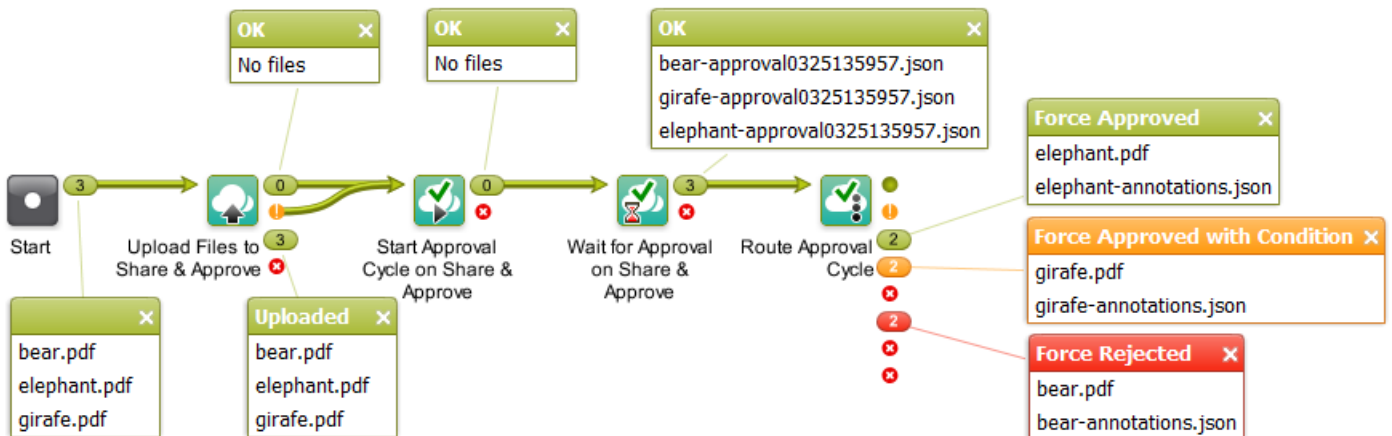 OK
No files
OK
No files
OK
bear-approval0325135957.json
girafe-approval0325135957.json
elephant-approval0325135957.json
Force Approved
elephant.pdf
elephant-annotations.json
3
0
0
3
Start
Upload Files to
Share & Approve
3
Start Approval
Cycle on Share &
Approve
Wait for Approval
on Share &
Approve
Route Approval
Cycle
2
2
2
Force Approved with Condition
girafe.pdf
girafe-annotations.json
bear.pdf
elephant.pdf
girafe.pdf
Uploaded
bear.pdf
elephant.pdf
girafe.pdf
Force Rejected
bear.pdf
bear-annotations.json